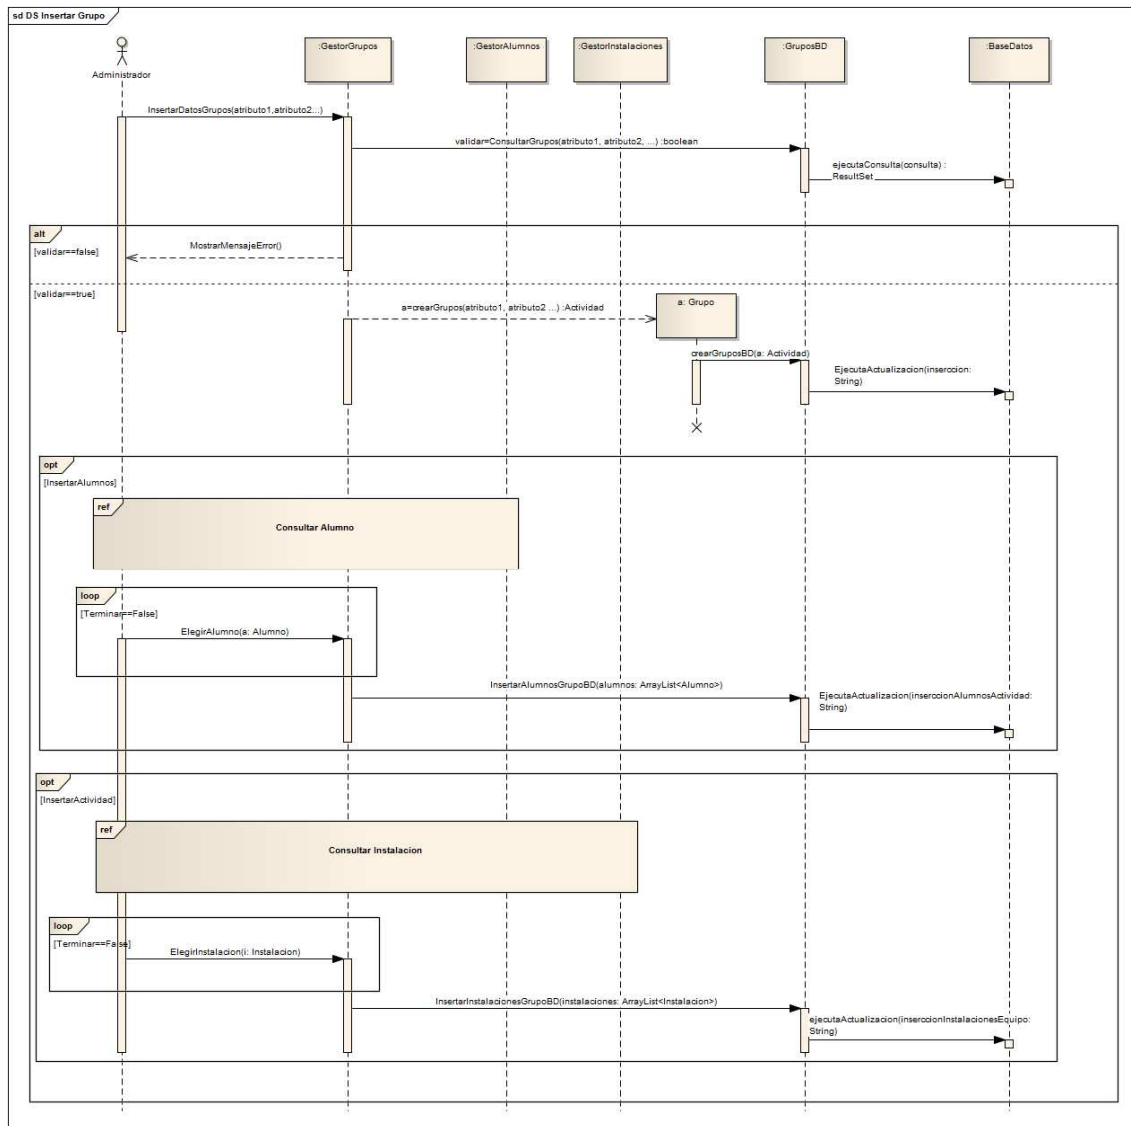 sd DS Insertar Grupo
Administrador
:GestorGrupos
:GestorAlumnos
:GestorInstalaciones
:GruposBD
:BaseDatos
InsertarDatosGrupos(atributo1,atributo2...)
validar=ConsultarGrupos(atributo1, atributo2, ...) :boolean
ejecutaConsulta(consulta) :
ResultSet
alt
[validar==false]
MostrarMensajeError()
[validar==true]
a=crearGrupos(atributo1, atributo2 ...) :Actividad
a: Grupo
crearGruposBD(a: Actividad)
EjecutaActualizacion(inserccion:
String)
opt
[InsertarAlumnos]
ref
Consultar Alumno
loop
[Terminar==False]
ElegirAlumno(a: Alumno)
InsertarAlumnosGrupoBD(alumnos: ArrayList<Alumno>)
EjecutaActualizacion(inserccionAlumnosActividad:
String)
opt
[InsertarActividad]
ref
Consultar Instalacion
loop
[Terminar==False]
ElegirInstalacion(i: Instalacion)
InsertarInstalacionesGrupoBD(instalaciones: ArrayList<Instalacion>)
ejecutaActualizacion(inserccionInstalacionesEquipo:
String)